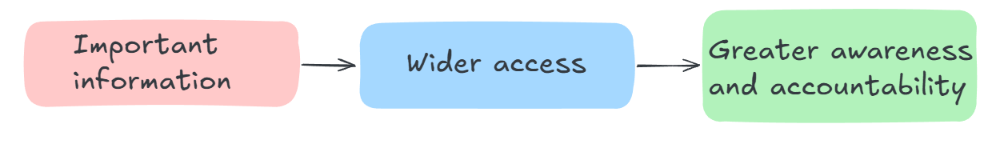 Important
information
Wider access
Greater awareness
and accountability